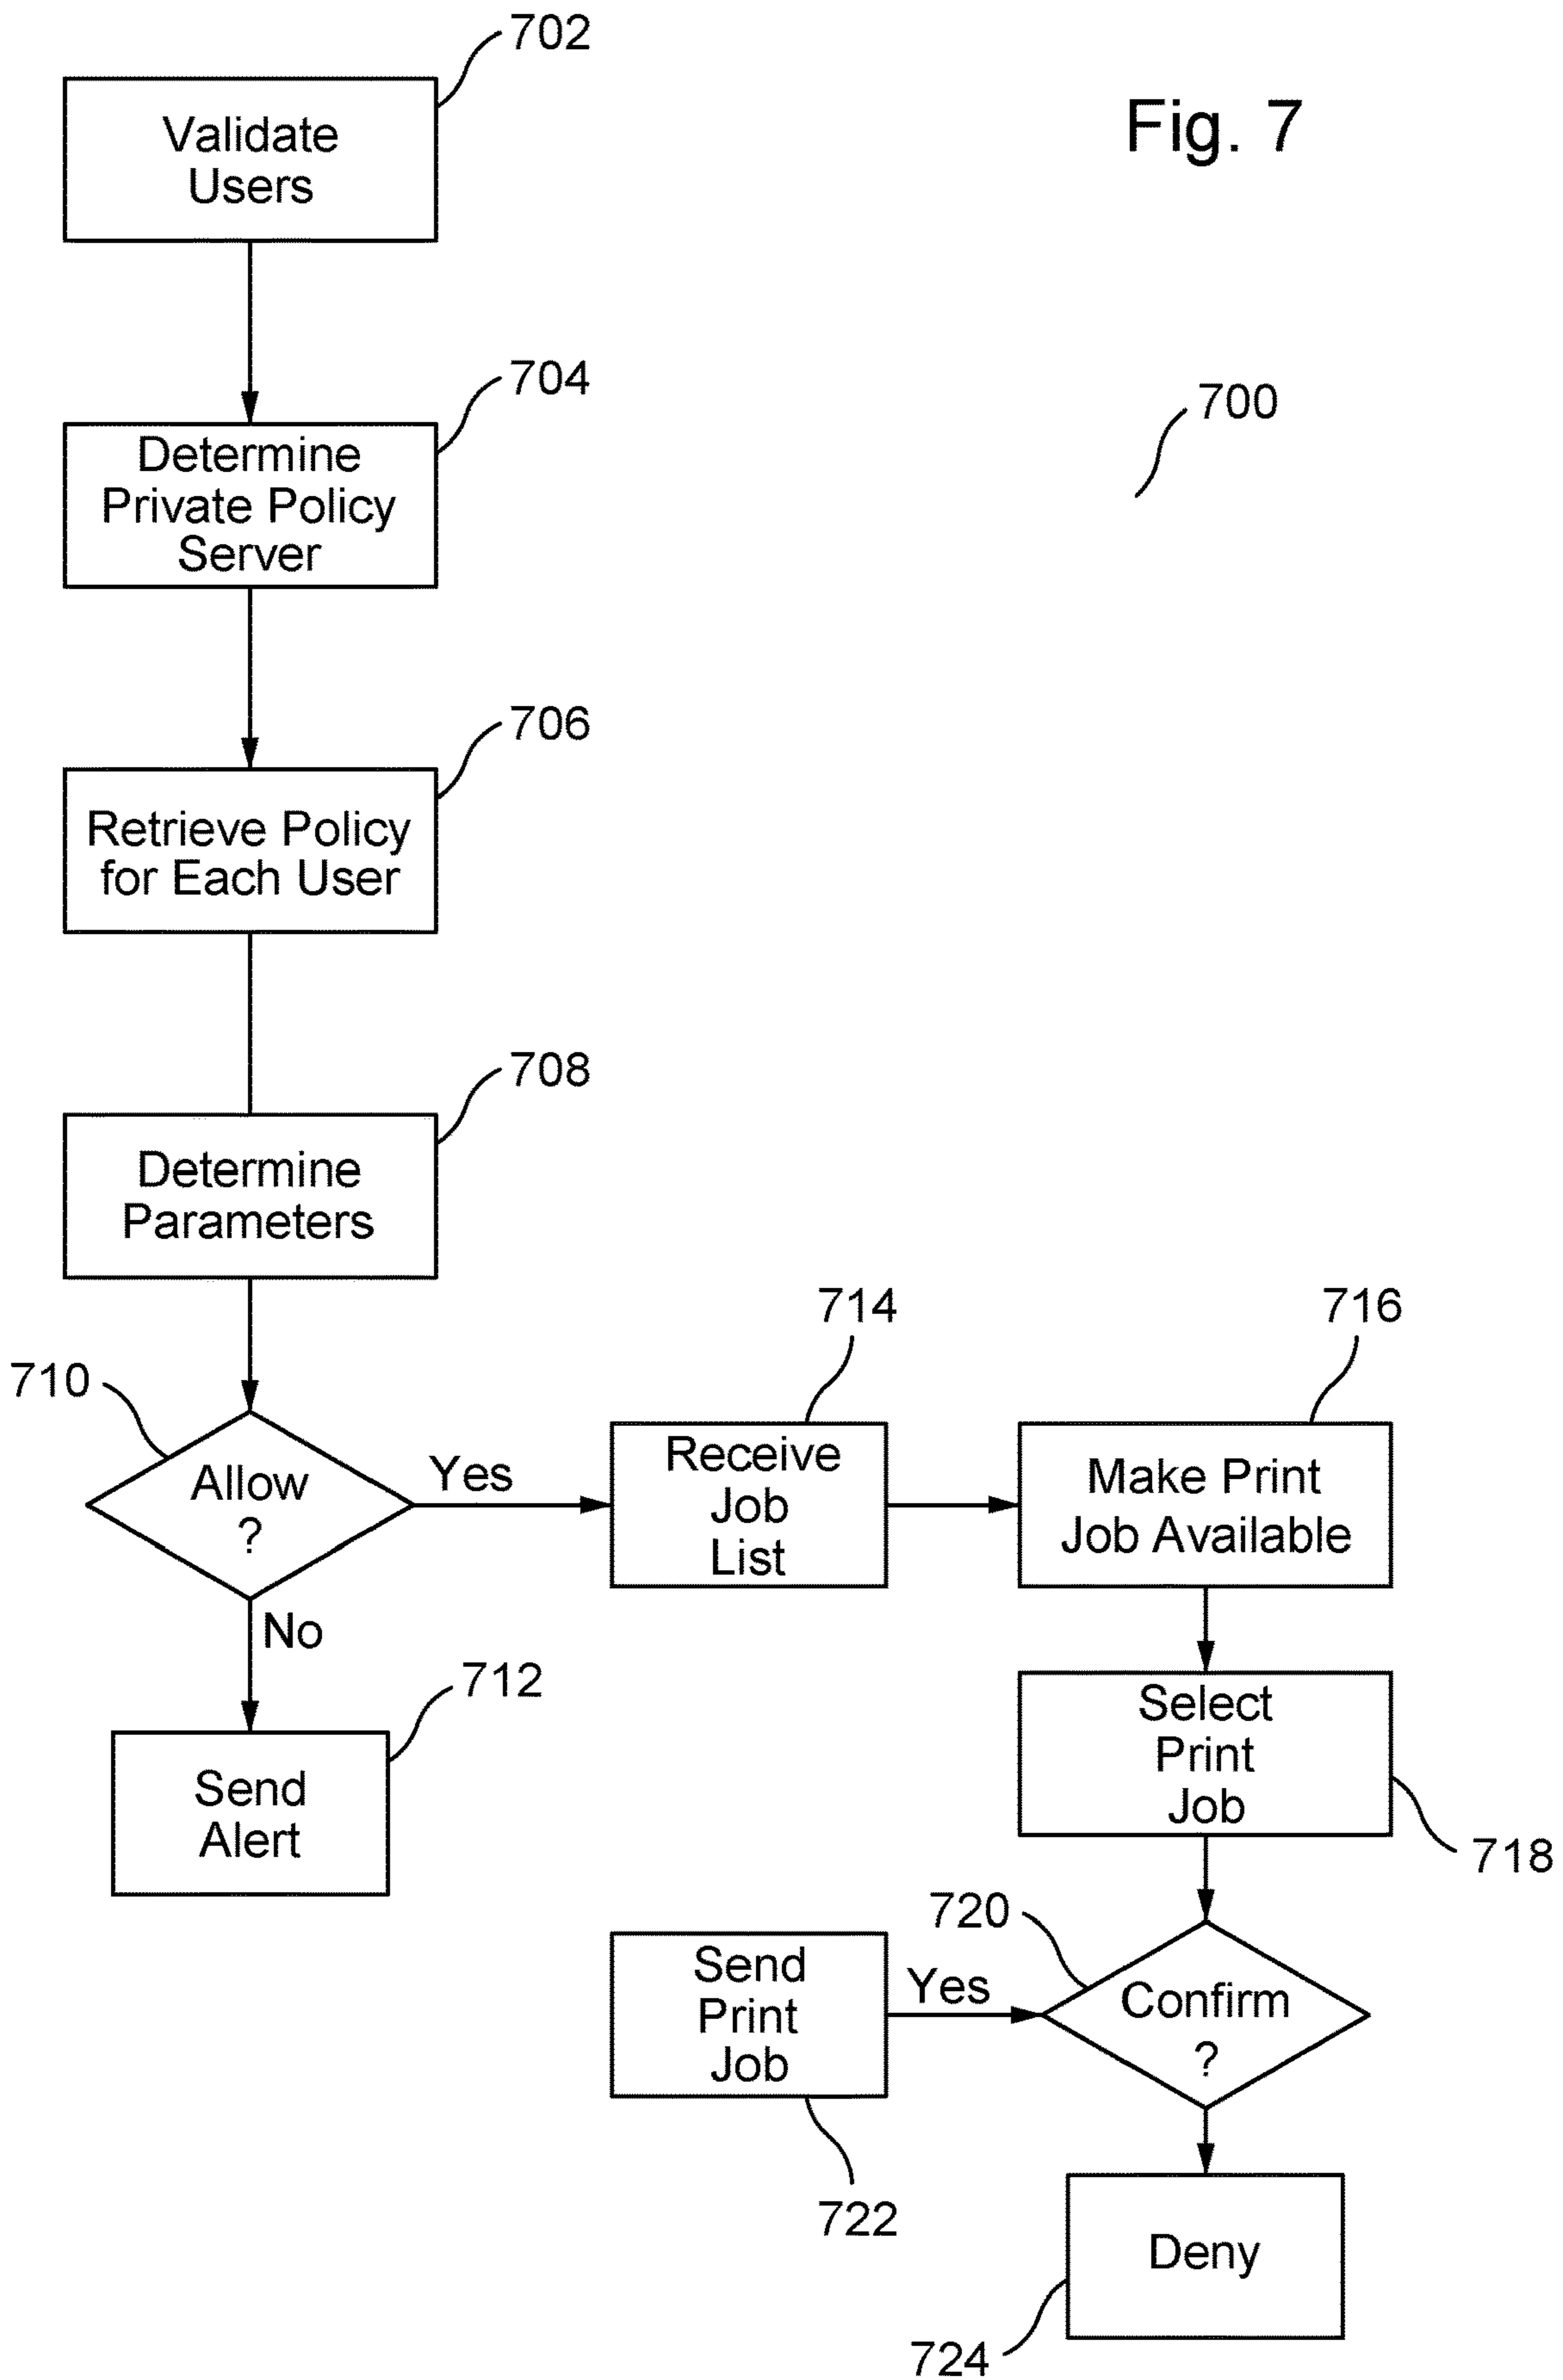 702
Fig. 7
Validate
Users
704
700
Determine
Private Policy
Server
706
Retrieve Policy
for Each User
708
Determine
Parameters
710
Allow
?
Yes
No
712
Send
Alert
714
Receive
Job
List
716
Make Print
Job Available
Select
Print
Job
718
720
Confirm
?
Yes
Send
Print
Job
722
Deny
724